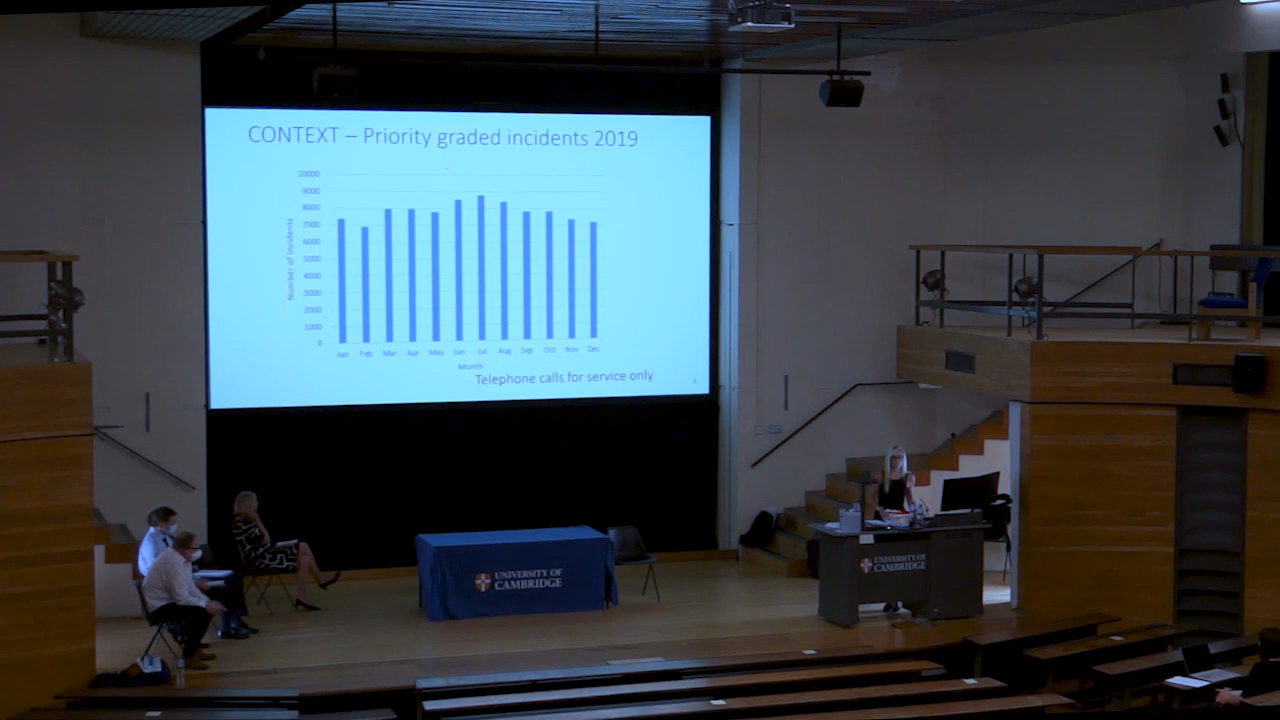 CONTEXT – Priority graded incidents 2019
10000
9000
8000
7000
6000
5000
4000
3000
2000
1000
0
Number of incidents
Jan Feb Mar Apr May Jun Jul Aug Sep Oct Nov Dec
Month
Telephone calls for service only
UNIVERSITY OF
CAMBRIDGE
UNIVERSITY OF
CAMBRIDGE